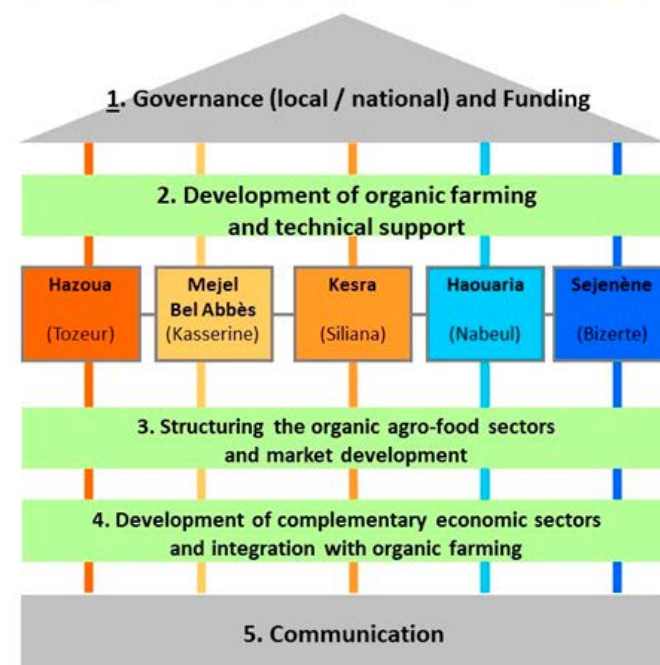 1. Governance (local / national) and Funding
2. Development of organic farming
and technical support
Hazoua
(Tozeur)
Mejel
Bel Abbès
(Kasserine)
Kesra
(Siliana)
Haouaria
(Nabeul)
Sejenène
(Bizerte)
3. Structuring the organic agro-food sectors
and market development
4. Development of complementary economic sectors
and integration with organic farming
5. Communication